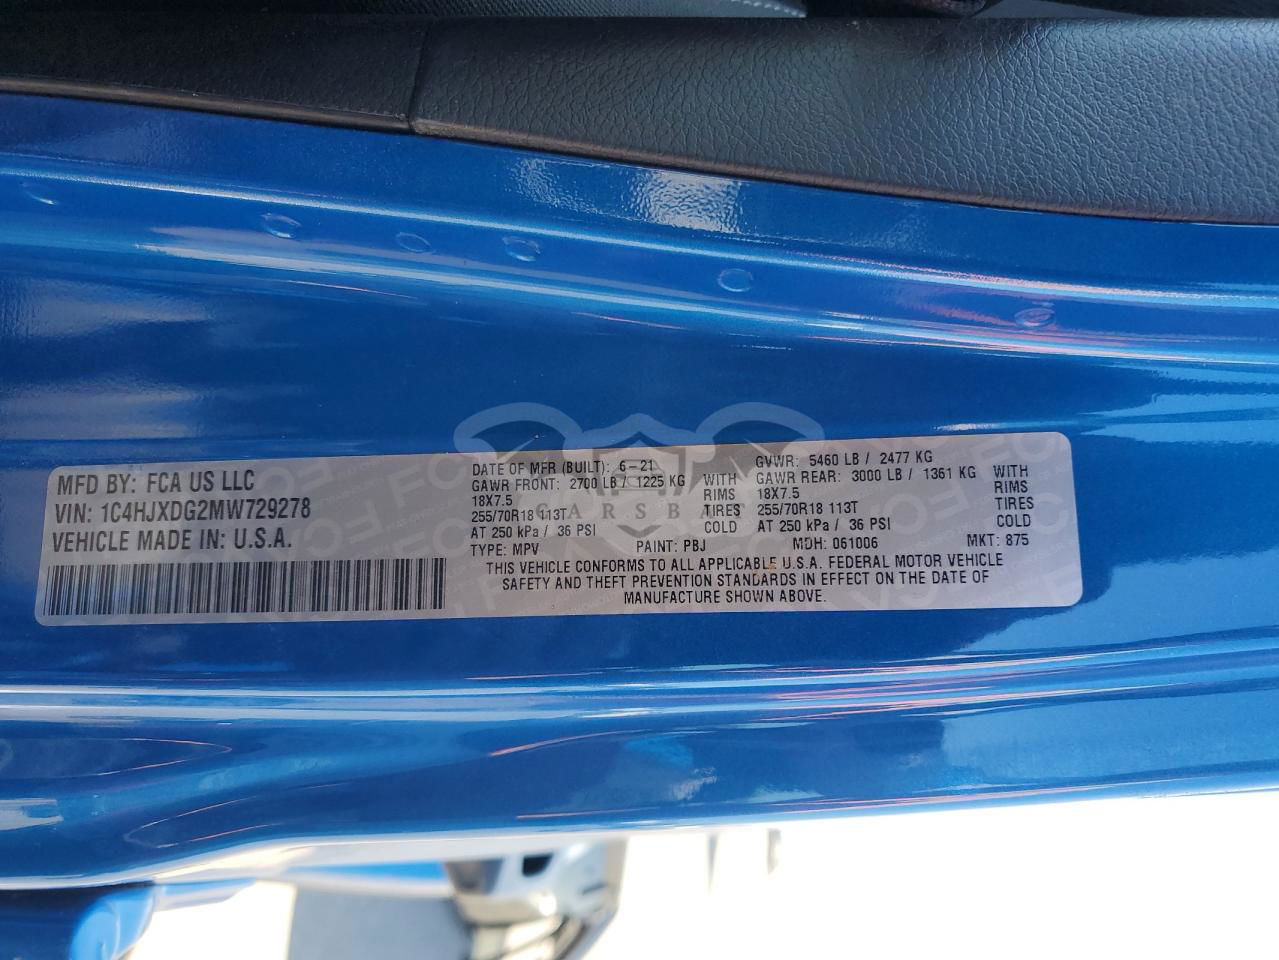 MFD BY: FCA US LLC
VIN: 1C4HJXDG2MW729278
VEHICLE MADE IN: U.S.A.
DATE OF MFR (BUILT): 6-21
GAWR FRONT: 2700 LB / 1225 KG WITH
18X7.5 RIMS
255/70R18 113T TIRES
AT 250 kPa / 36 PSI COLD
GVWR: 5460 LB / 2477 KG
GAWR REAR: 3000 LB / 1361 KG WITH
18X7.5 RIMS
255/70R18 113T TIRES
AT 250 kPa / 36 PSI COLD
TYPE: MPV PAINT: PBJ MDH: 061006 MKT: 875
THIS VEHICLE CONFORMS TO ALL APPLICABLE U.S.A. FEDERAL MOTOR VEHICLE
SAFETY AND THEFT PREVENTION STANDARDS IN EFFECT ON THE DATE OF
MANUFACTURE SHOWN ABOVE.